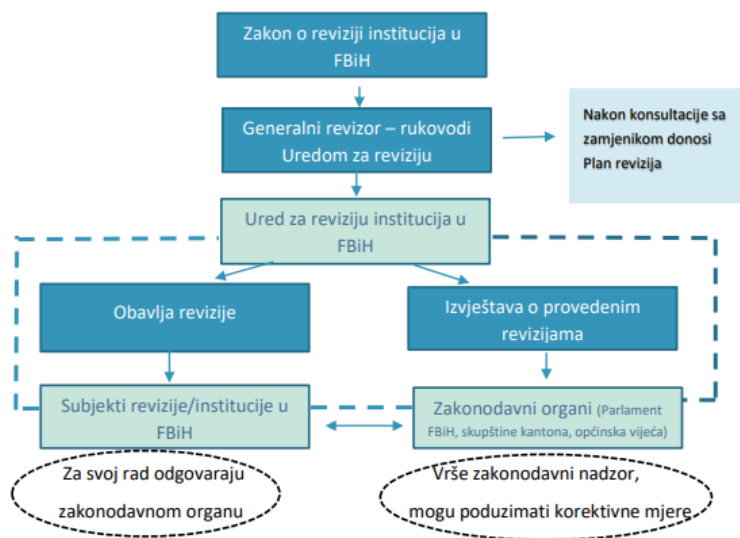 Zakon o reviziji institucija u
FBiH
Generalni revizor – rukovodi
Uredom za reviziju
Nakon konsultacije sa
zamjenikom donosi
Plan revizija
Ured za reviziju institucija u
FBiH
Obavlja revizije
Izvještava o provedenim
revizijama
Subjekti revizije/institucije u
FBiH
Zakonodavni organi (Parlament
FBiH, skupštine kantona, općinska vijeća)
Za svoj rad odgovaraju
zakonodavnom organu
Vrše zakonodavni nadzor,
mogu poduzimati korektivne mjere